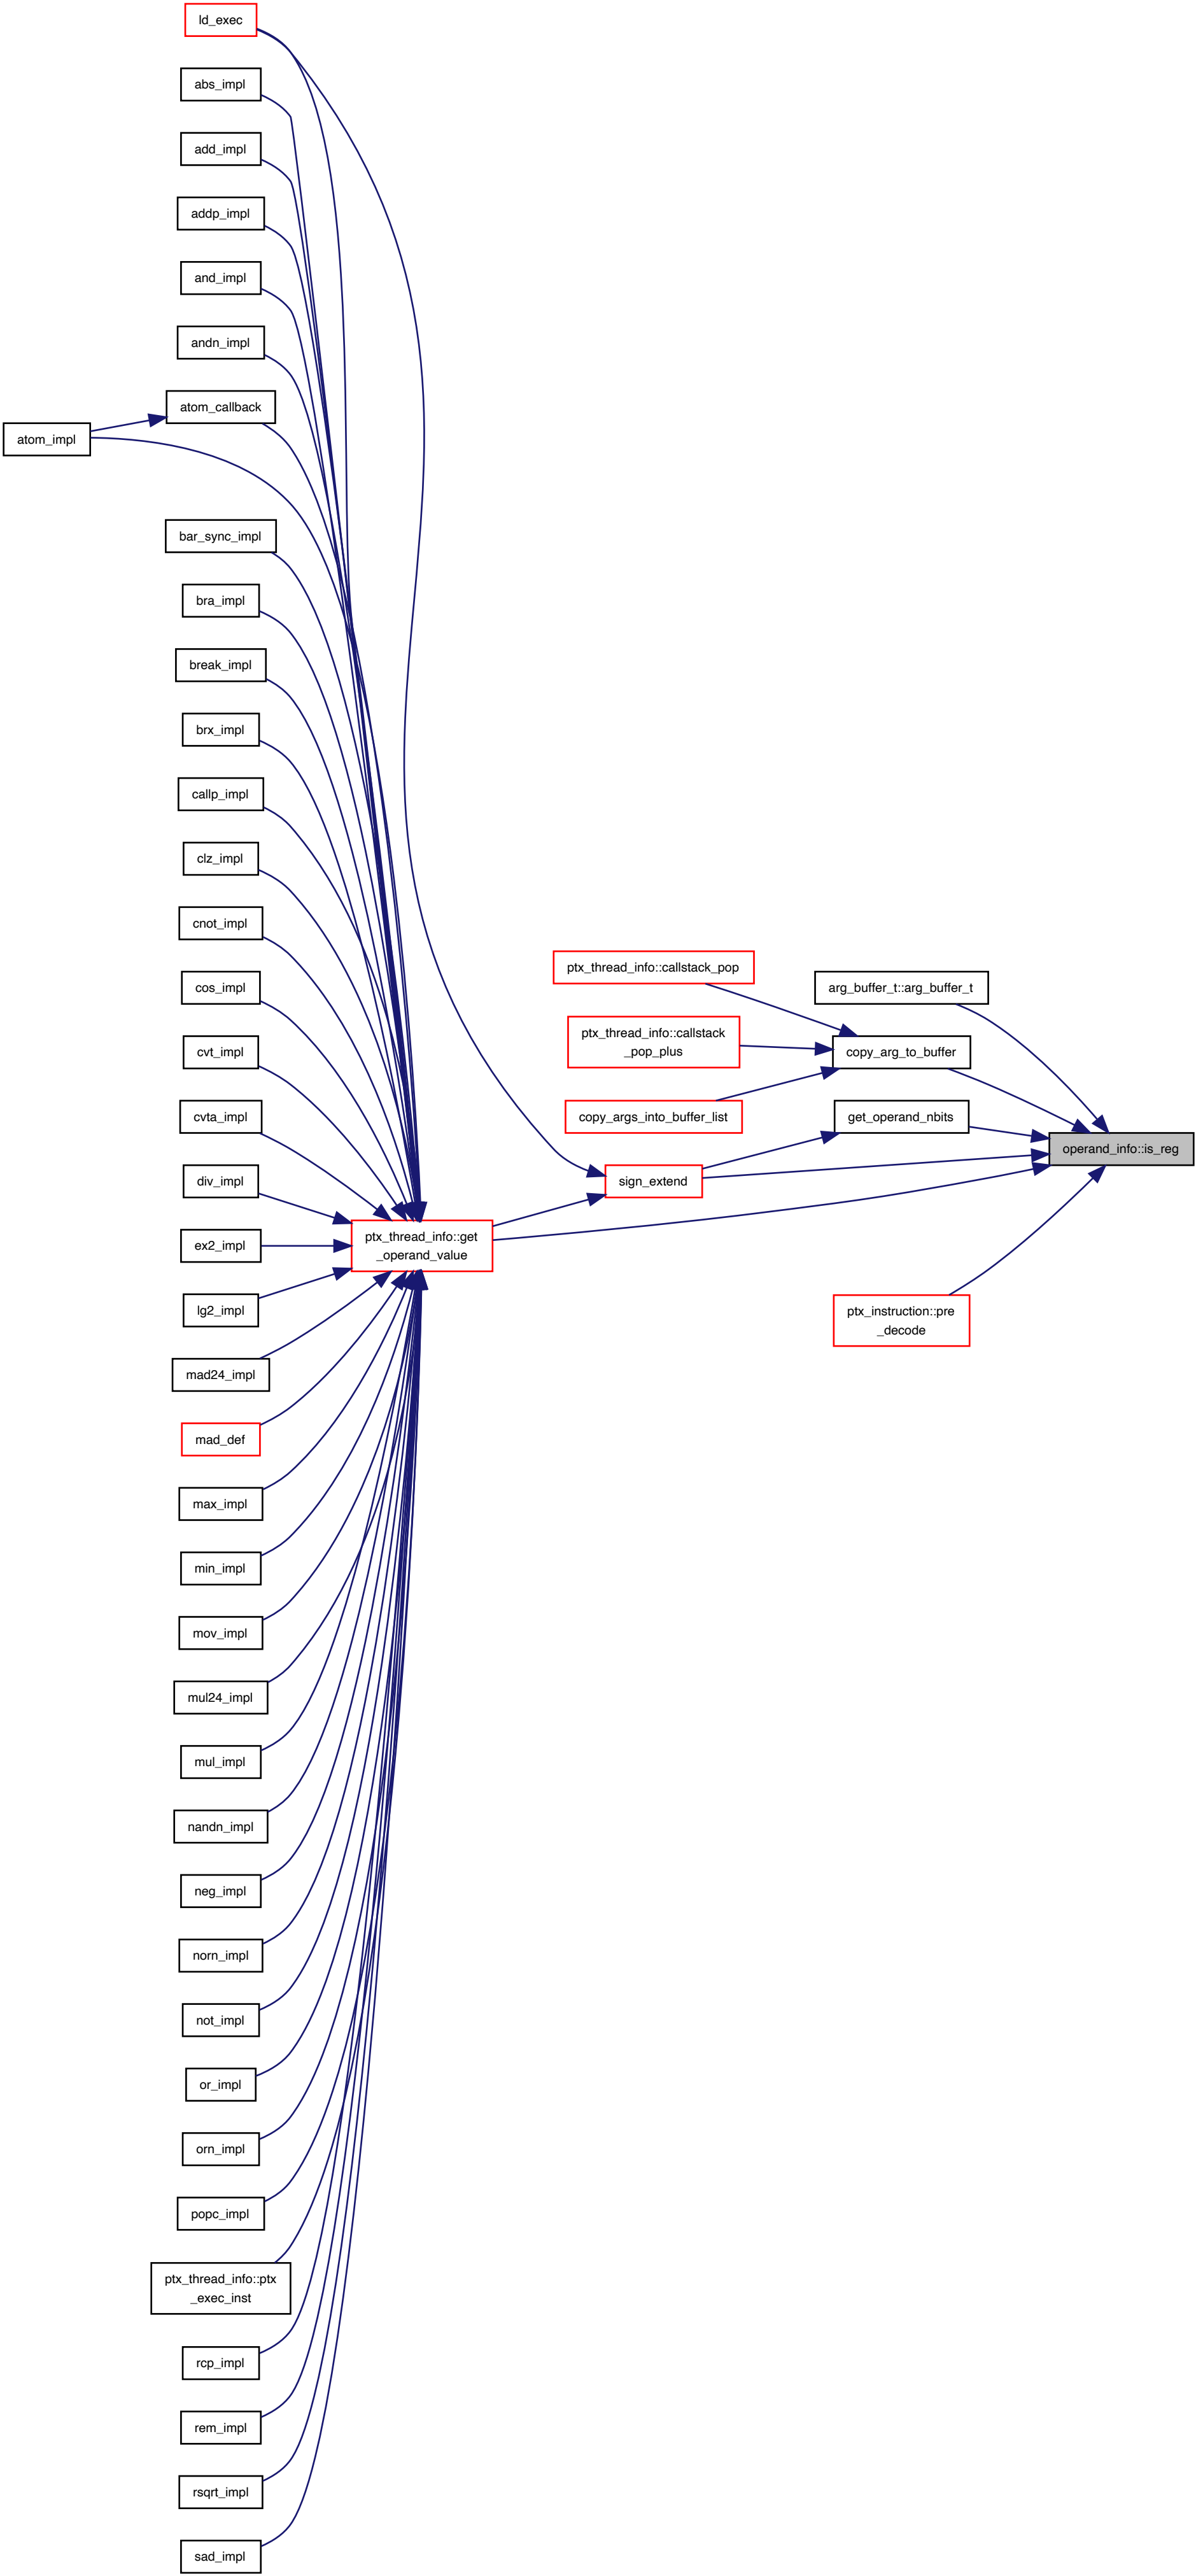 ld_exec
abs_impl
add_impl
addp_impl
and_impl
andn_impl
atom_callback
atom_impl
bar_sync_impl
bra_impl
break_impl
brx_impl
callp_impl
clz_impl
cnot_impl
cos_impl
cvt_impl
cvta_impl
div_impl
ex2_impl
lg2_impl
mad24_impl
mad_def
max_impl
min_impl
mov_impl
mul24_impl
mul_impl
nandn_impl
neg_impl
norn_impl
not_impl
or_impl
orn_impl
popc_impl
ptx_thread_info::ptx
_exec_inst
rcp_impl
rem_impl
rsqrt_impl
sad_impl
ptx_thread_info::get
_operand_value
ptx_thread_info::callstack_pop
ptx_thread_info::callstack
_pop_plus
copy_args_into_buffer_list
sign_extend
arg_buffer_t::arg_buffer_t
copy_arg_to_buffer
get_operand_nbits
ptx_instruction::pre
_decode
operand_info::is_reg